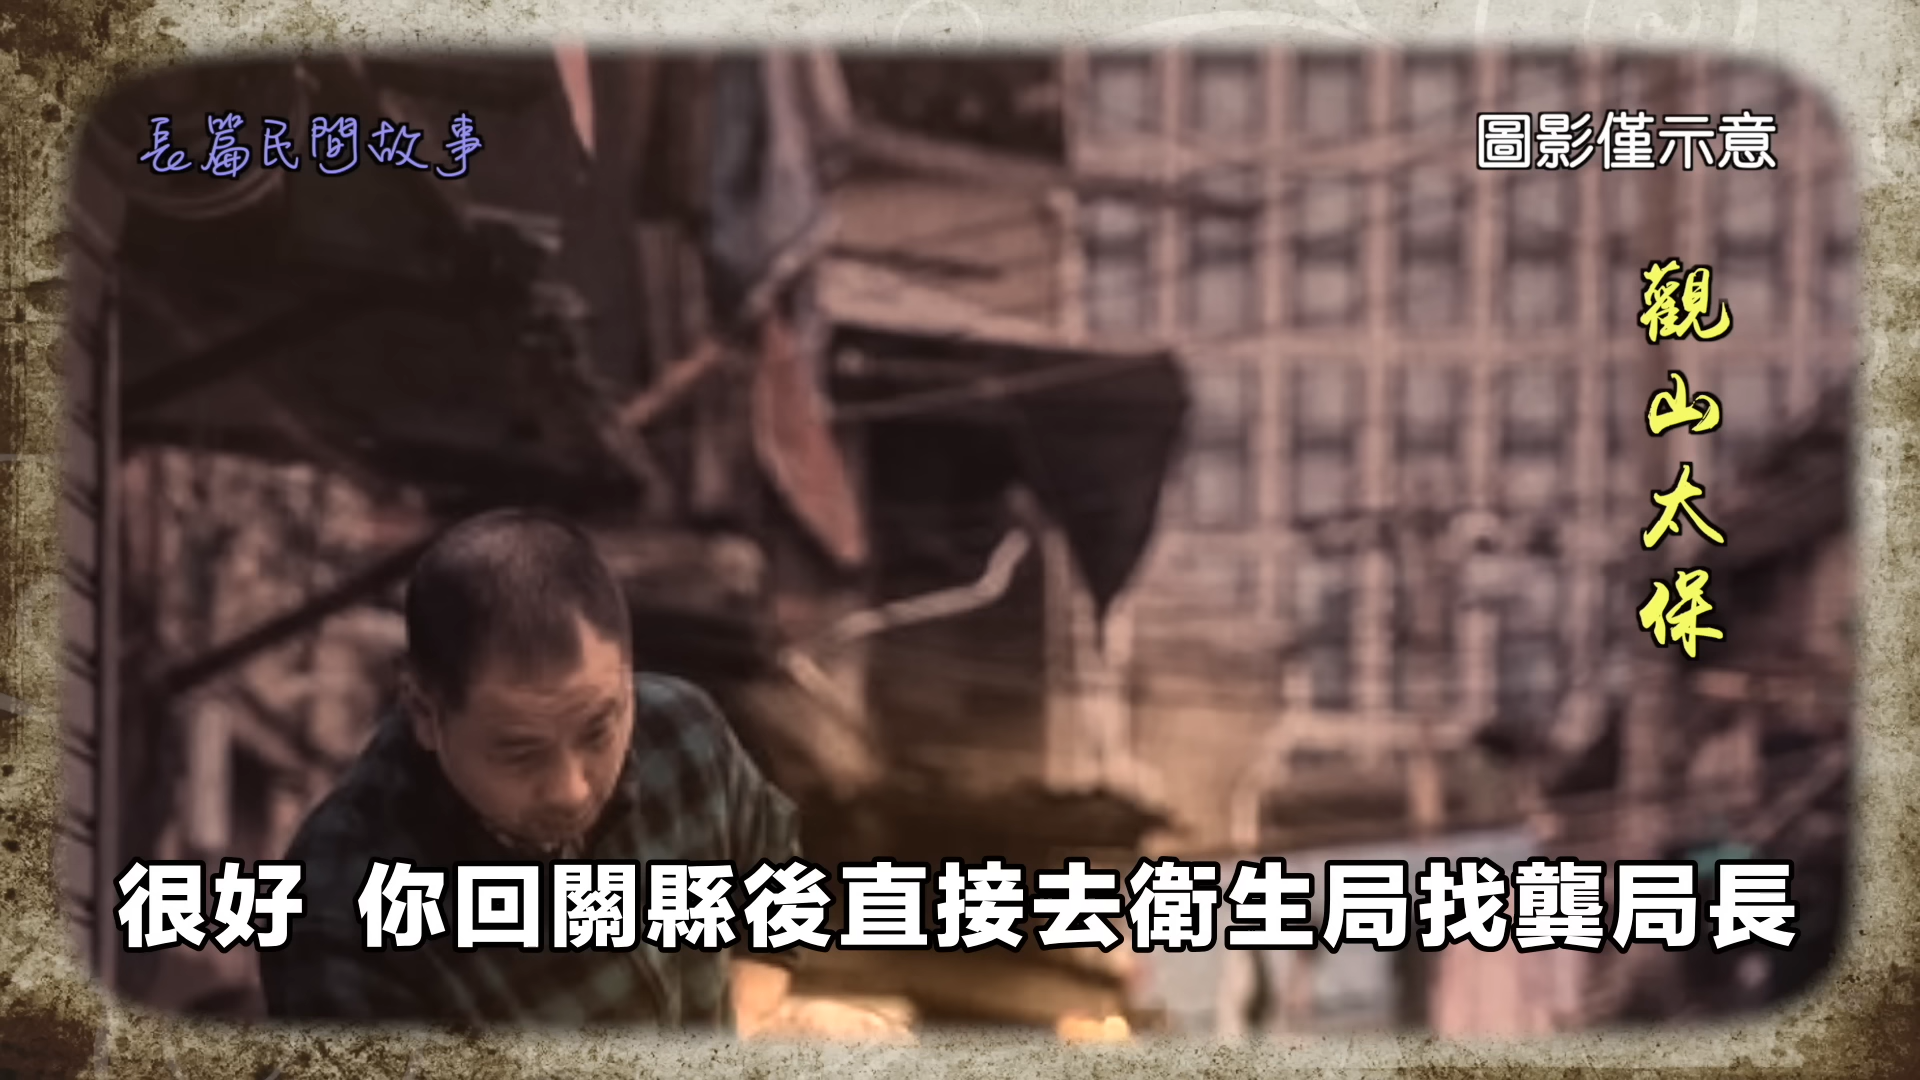 長篇民間故事
圖影僅示意
觀山太保
很好 你回關縣後直接去衛生局找龔局長